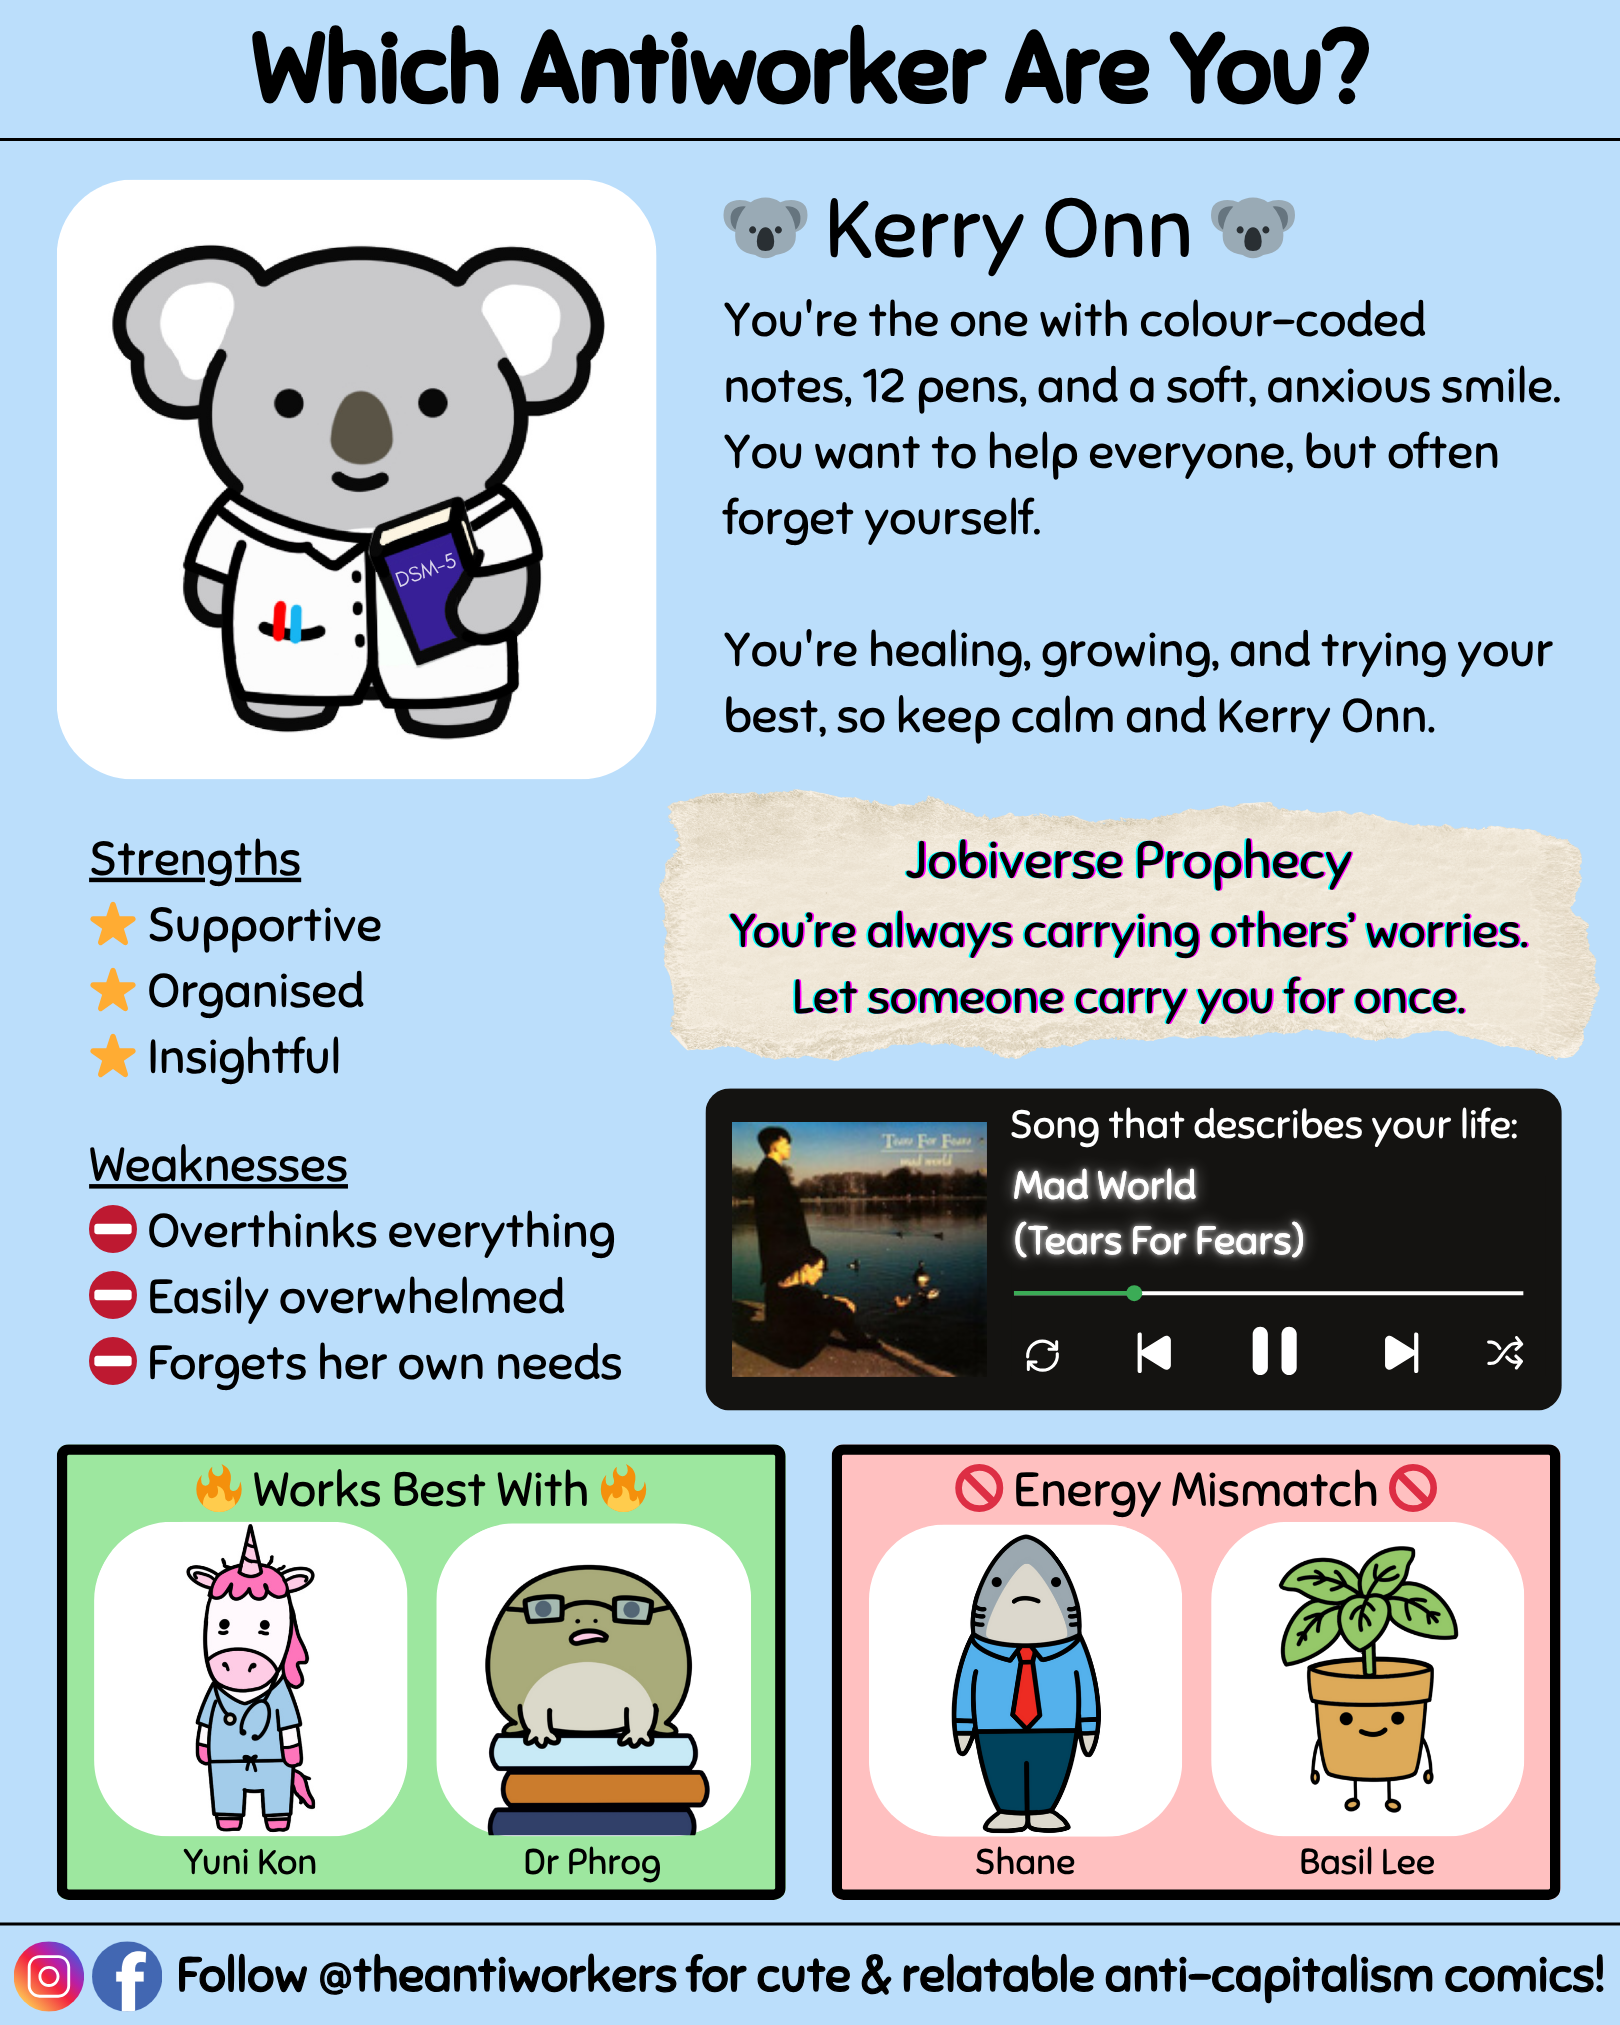 Which Antiworker Are You?
Kerry Onn
You're the one with colour-coded
notes, 12 pens, and a soft, anxious smile.
You want to help everyone, but often
forget yourself.
You're healing, growing, and trying your
best, so keep calm and Kerry Onn.
DSM-5
Strengths
Supportive
Organised
Insightful
Weaknesses
Overthinks everything
Easily overwhelmed
Forgets her own needs
Jobiverse Prophecy
You’re always carrying others’ worries.
Let someone carry you for once.
Tears For Fears
mad world
Song that describes your life:
Mad World
(Tears For Fears)
Works Best With
Yuni Kon
Dr Phrog
Energy Mismatch
Shane
Basil Lee
Follow @theantiworkers for cute & relatable anti-capitalism comics!